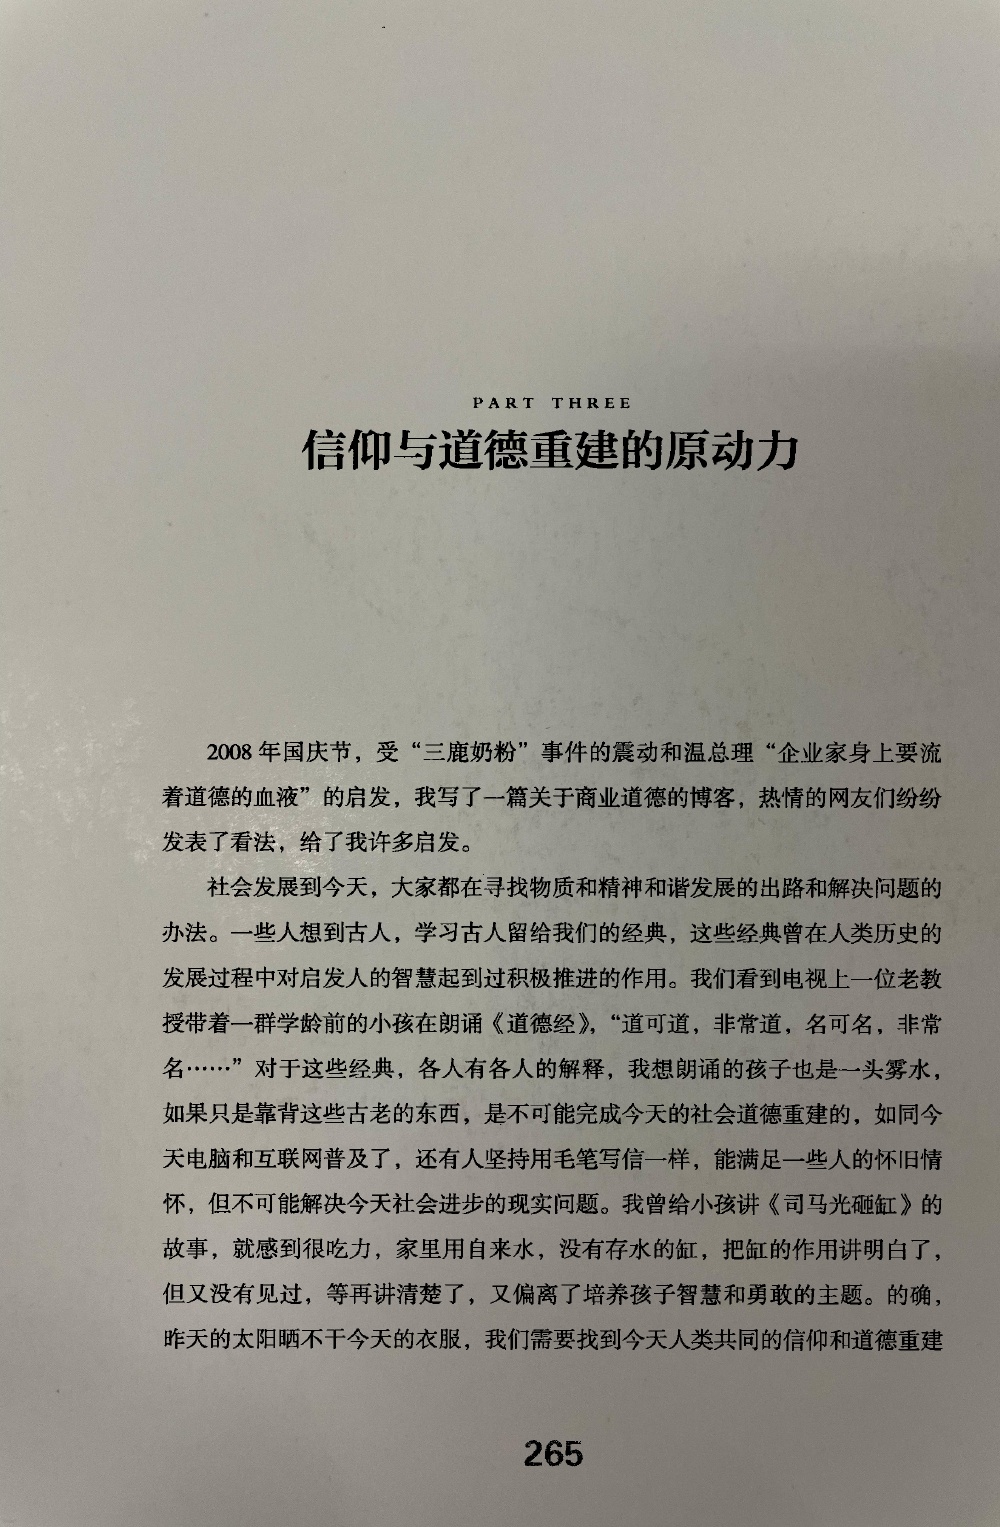 PART THREE
信仰与道德重建的原动力
2008 年国庆节，受“三鹿奶粉”事件的震动和温总理“企业家身上要流
着道德的血液”的启发，我写了一篇关于商业道德的博客，热情的网友们纷纷
发表了看法，给了我许多启发。
社会发展到今天，大家都在寻找物质和精神和谐发展的出路和解决问题的
办法。一些人想到古人，学习古人留给我们的经典，这些经典曾在人类历史的
发展过程中对启发人的智慧起到过积极推进的作用。我们看到电视上一位老教
授带着一群学龄前的小孩在朗诵《道德经》，“道可道，非常道，名可名，非常
名……”对于这些经典，各人有各人的解释，我想朗诵的孩子也是一头雾水，
如果只是靠背这些古老的东西，是不可能完成今天的社会道德重建的，如同今
天电脑和互联网普及了，还有人坚持用毛笔写信一样，能满足一些人的怀旧情
怀，但不可能解决今天社会进步的现实问题。我曾给小孩讲《司马光砸缸》的
故事，就感到很吃力，家里用自来水，没有存水的缸，把缸的作用讲明白了，
但又没有见过，等再讲清楚了，又偏离了培养孩子智慧和勇敢的主题。的确，
昨天的太阳晒不干今天的衣服，我们需要找到今天人类共同的信仰和道德重建
265